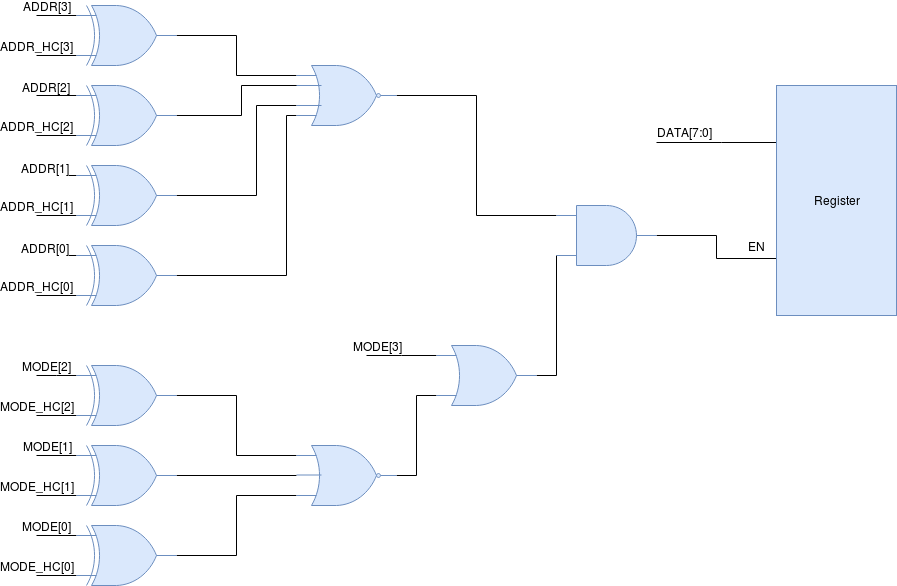 ADDR[3]
ADDR_HC[3]
ADDR[2]
ADDR_HC[2]
DATA[7:0]
ADDR[1]
Register
ADDR_HC[1]
ADDR[0]
EN
ADDR_HC[0]
MODE[3]
MODE[2]
MODE_HC[2]
MODE[1]
MODE_HC[1]
MODE[0]
MODE_HC[0]